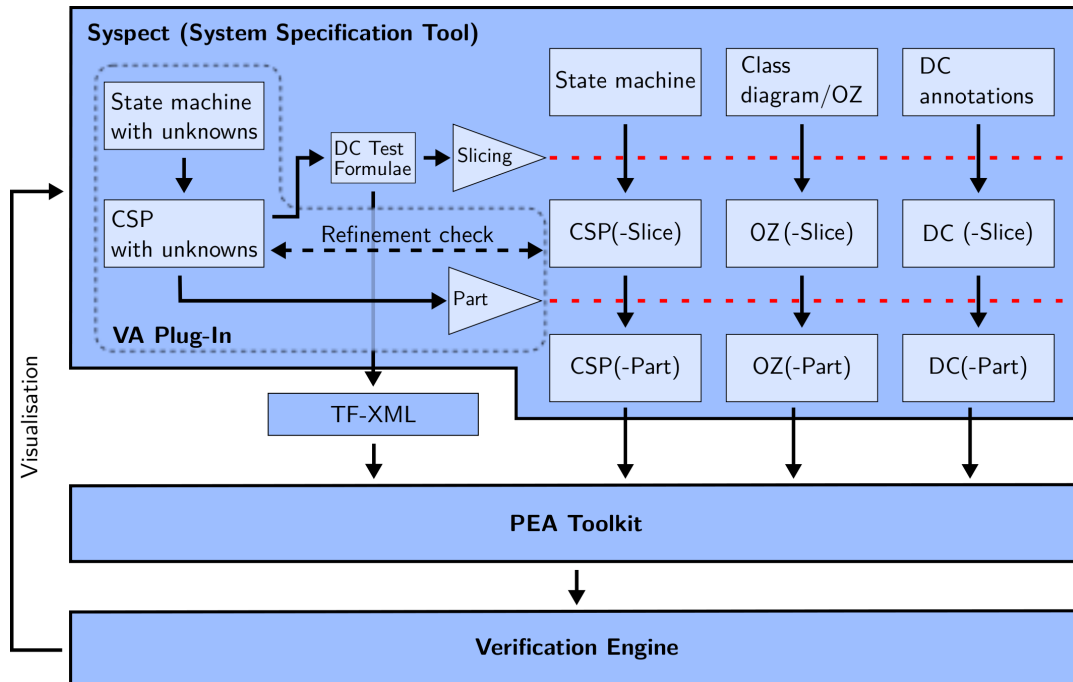 Syspect (System Specification Tool)
State machine
with unknowns
DC Test
Formulae
Slicing
State machine
Class
diagram/OZ
DC
annotations
CSP
with unknowns
Refinement check
CSP(-Slice)
OZ(-Slice)
DC (-Slice)
Part
VA Plug-In
CSP(-Part)
OZ(-Part)
DC(-Part)
TF-XML
Visualisation
PEA Toolkit
Verification Engine